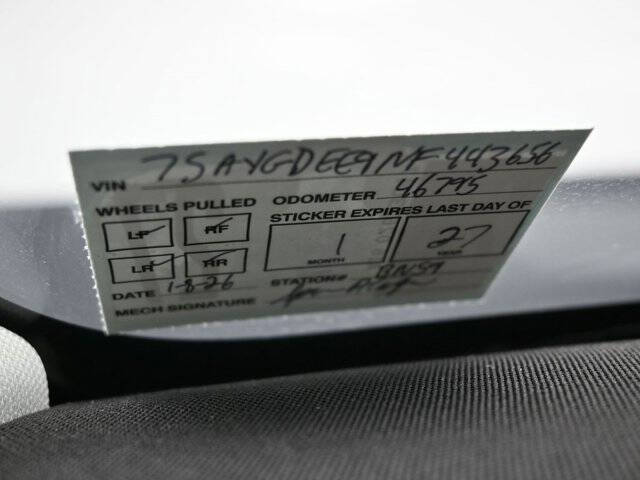 VIN 7SAYGDEE9NF443656
WHEELS PULLED ODOMETER 46795
LF RF STICKER EXPIRES LAST DAY OF
LR RR 1 27
MONTH YEAR
DATE 1-8-26 STATION# BN59
MECH SIGNATURE